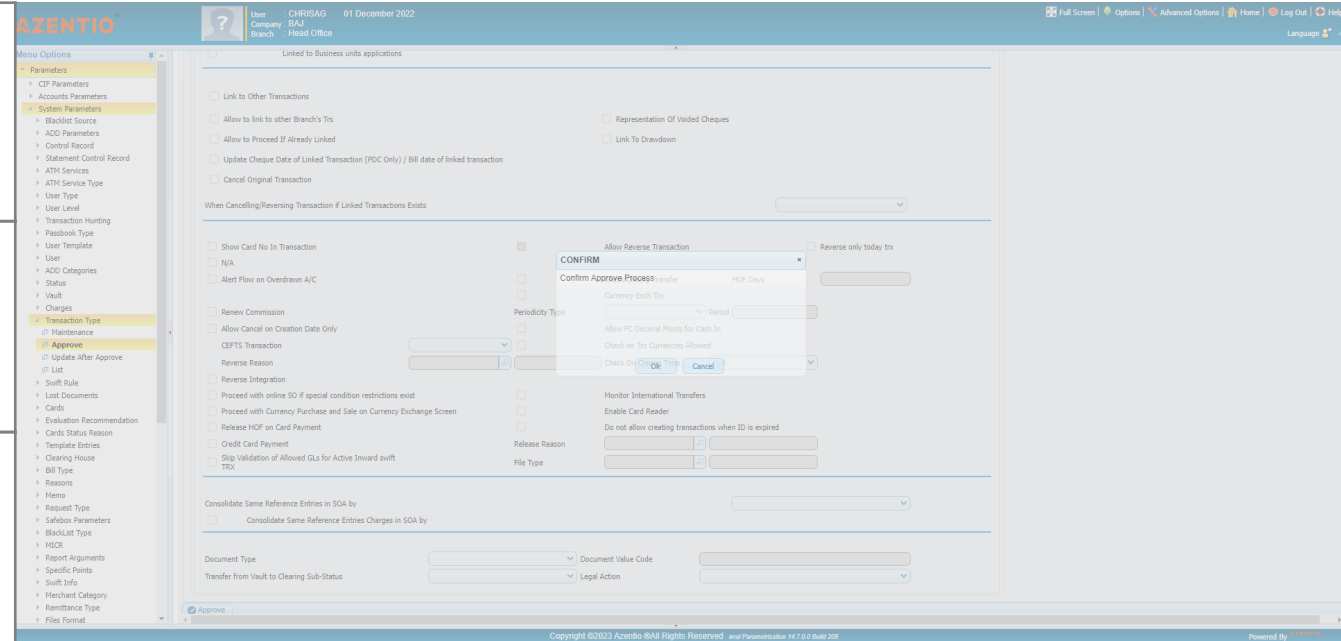 AZENTIO
User : CHRISAG 01 December 2022
Company : BAJ
Branch : Head Office
Full Screen | Options | Advanced Options | Home | Log Out | Help
Language
Menu Options
Parameters
CIF Parameters
Accounts Parameters
System Parameters
Blacklist Source
ADD Parameters
Control Record
Statement Control Record
ATM Services
ATM Service Type
User Type
User Level
Transaction Hunting
Passbook Type
User Template
User
ADD Categories
Status
Vault
Charges
Transaction Type
Maintenance
Approve
Update After Approve
List
Swift Rule
Lost Documents
Cards
Evaluation Recommendation
Cards Status Reason
Template Entries
Clearing House
Bill Type
Reasons
Memo
Request Type
Safebox Parameters
BlackList Type
MICR
Report Arguments
Specific Points
Swift Info
Merchant Category
Remittance Type
Files Format
Linked to Business units applications
Link to Other Transactions
Allow to link to other Branch's Trs
Representation Of Voided Cheques
Allow to Proceed If Already Linked
Link To Drawdown
Update Cheque Date of Linked Transaction (PDC Only) / Bill date of linked transaction
Cancel Original Transaction
When Cancelling/Reversing Transaction if Linked Transactions Exists
Show Card No In Transaction
Allow Reverse Transaction
Reverse only today trx
N/A
CONFIRM
Confirm Approve Process
Ok
Cancel
Alert Flow on Overdrawn A/C
Transfer
HOF Days
Currency Exch Trx
Renew Commission
Periodicity Type
Period
Allow Cancel on Creation Date Only
Allow FC Decimal Points for Cash In
CEFTS Transaction
Check on Trx Currencies Allowed
Reverse Reason
Check On
Time
Reverse Integration
Proceed with online SO if special condition restrictions exist
Monitor International Transfers
Proceed with Currency Purchase and Sale on Currency Exchange Screen
Enable Card Reader
Release HOF on Card Payment
Do not allow creating transactions when ID is expired
Credit Card Payment
Release Reason
Skip Validation of Allowed GLs for Active Inward swift
TRX
File Type
Consolidate Same Reference Entries in SOA by
Consolidate Same Reference Entries Charges in SOA by
Document Type
Document Value Code
Transfer from Vault to Clearing Sub-Status
Legal Action
Approve
Copyright ©2023 Azentio ®All Rights Reserved imal Parametrization 14.7.0.0 Build 209
Powered By